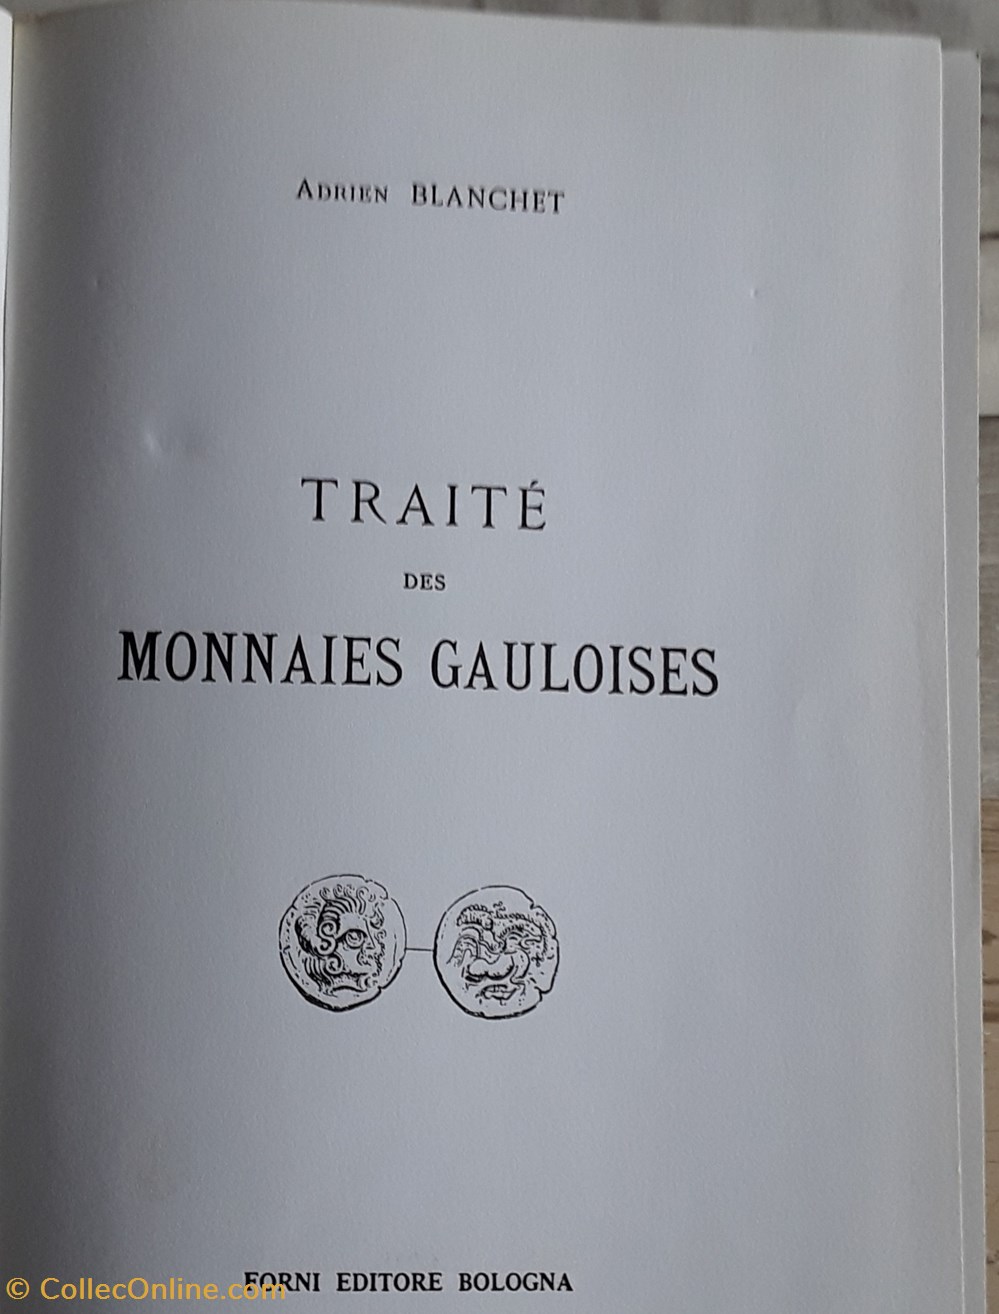 ADRIEN BLANCHET
TRAITÉ
DES
MONNAIES GAULOISES
FORNI EDITORE BOLOGNA
© CollecOnline.com